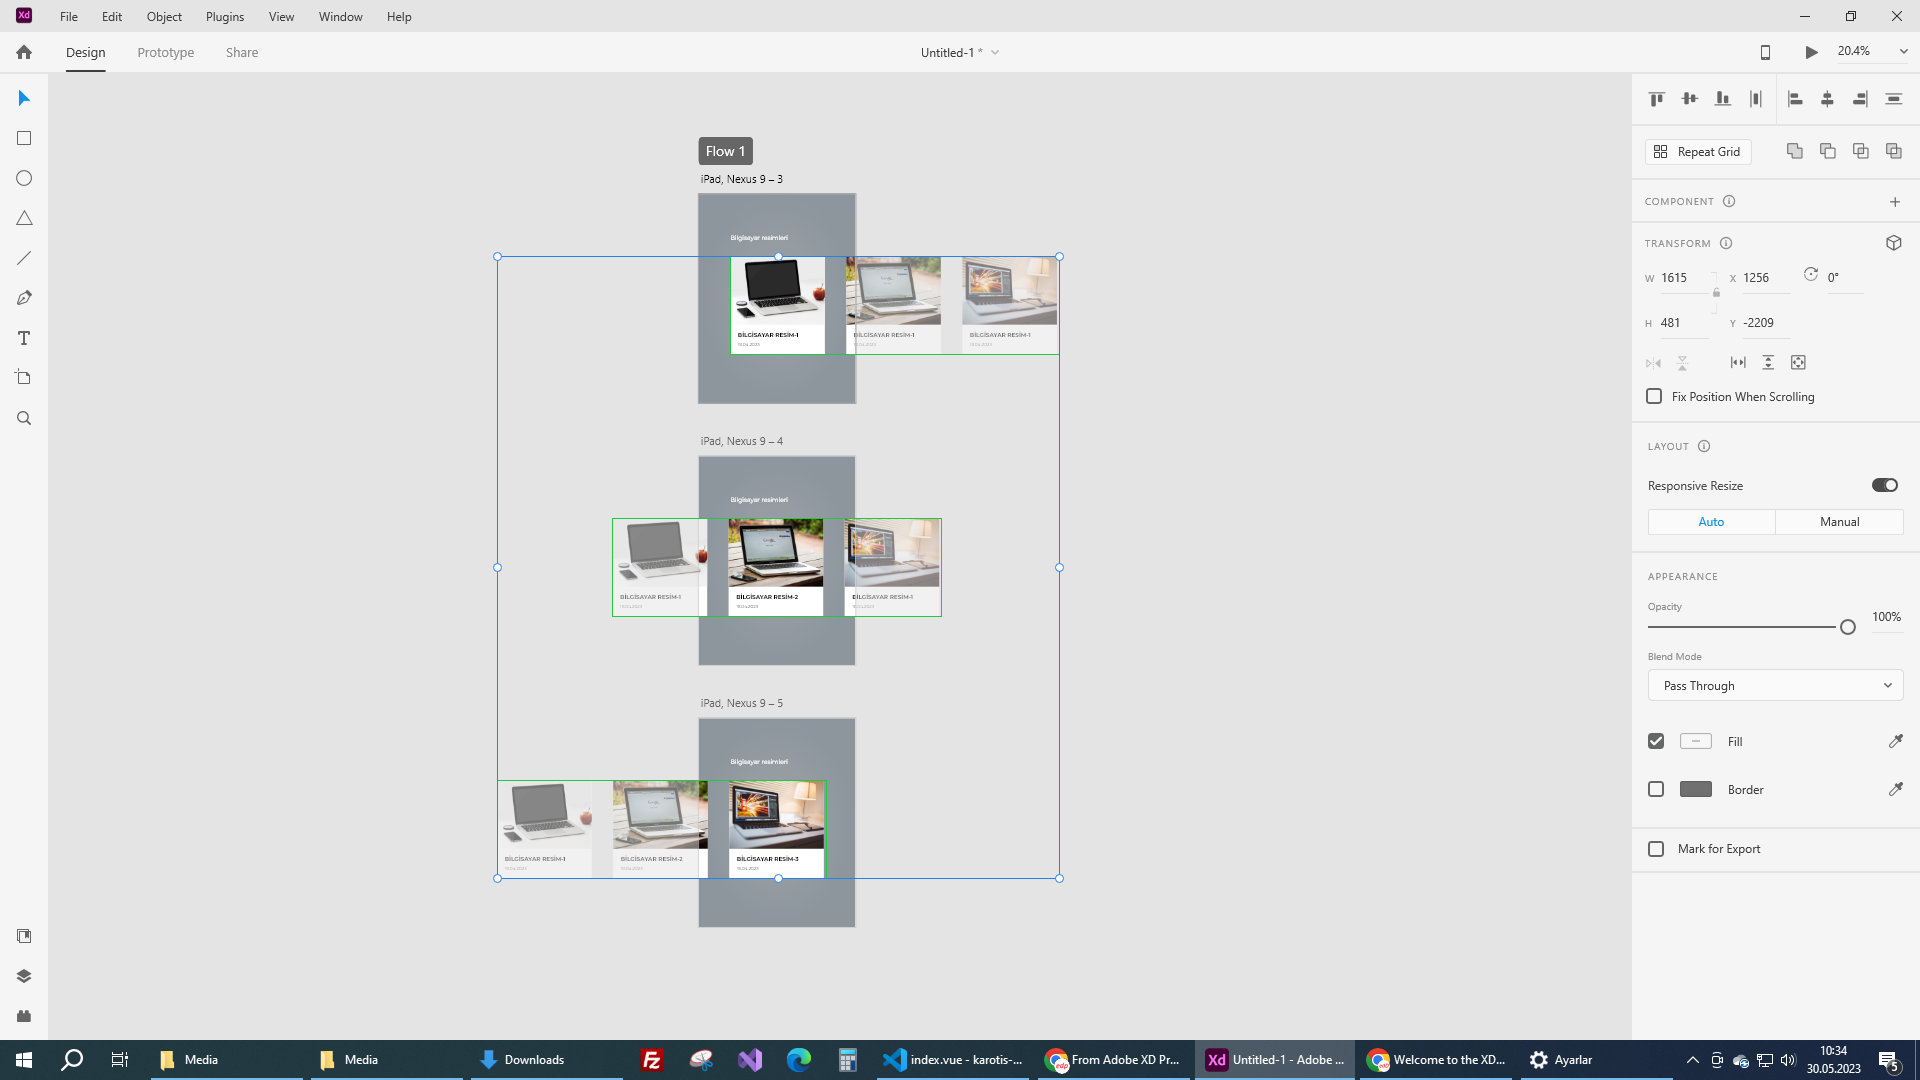 Xd File Edit Object Plugins View Window Help
Design Prototype Share
Untitled-1 *
20.4%
Flow 1
iPad, Nexus 9 – 3
Bilgisayar resimleri
BİLGİSAYAR RESİM-1
BİLGİSAYAR RESİM-1
BİLGİSAYAR RESİM-1
iPad, Nexus 9 – 4
Bilgisayar resimleri
BİLGİSAYAR RESİM-1
BİLGİSAYAR RESİM-2
BİLGİSAYAR RESİM-1
iPad, Nexus 9 – 5
Bilgisayar resimleri
BİLGİSAYAR RESİM-1
BİLGİSAYAR RESİM-2
BİLGİSAYAR RESİM-3
Repeat Grid
COMPONENT
TRANSFORM
W 1615 X 1256 0°
H 481 Y -2209
Fix Position When Scrolling
LAYOUT
Responsive Resize
Auto Manual
APPEARANCE
Opacity
100%
Blend Mode
Pass Through
Fill
Border
Mark for Export
Media
Media
Downloads
index.vue - karotis-...
From Adobe XD Pr...
Untitled-1 - Adobe ...
Welcome to the XD...
Ayarlar
10:34
30.05.2023
5